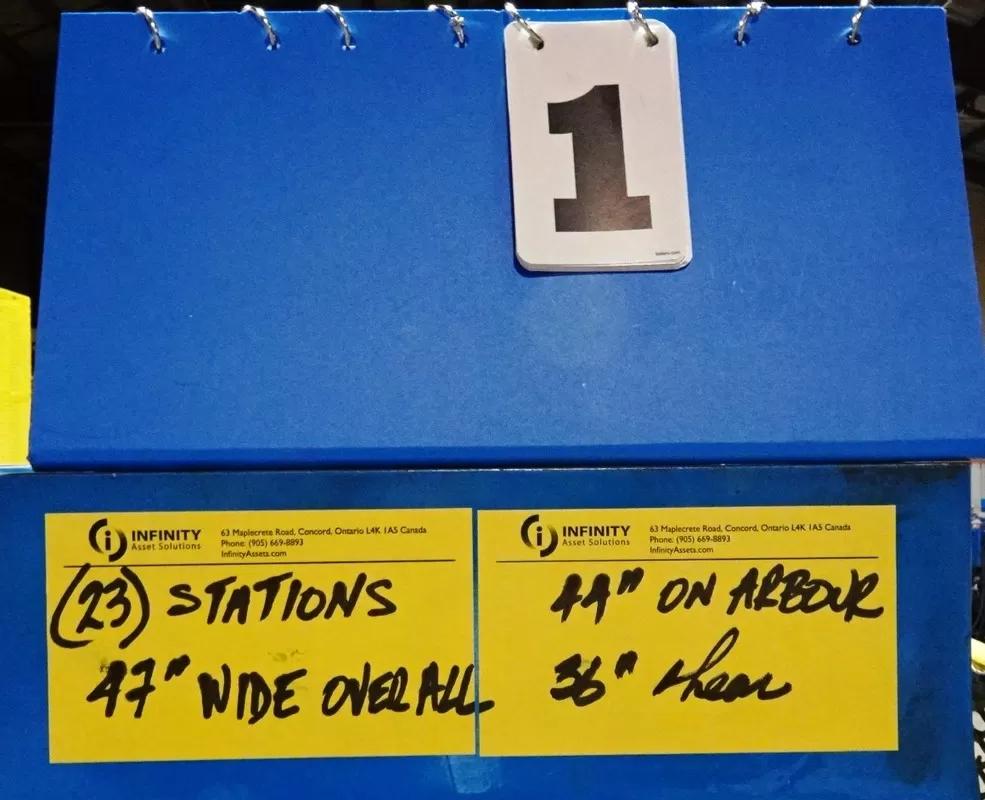 1
INFINITY
Asset Solutions
63 Maplecrete Road, Concord, Ontario L4K 1A5 Canada
Phone: (905) 669-8893
InfinityAssets.com
(23) STATIONS
47" WIDE OVERALL
INFINITY
Asset Solutions
63 Maplecrete Road, Concord, Ontario L4K 1A5 Canada
Phone: (905) 669-8893
InfinityAssets.com
44" ON ARBOUR
36" shear